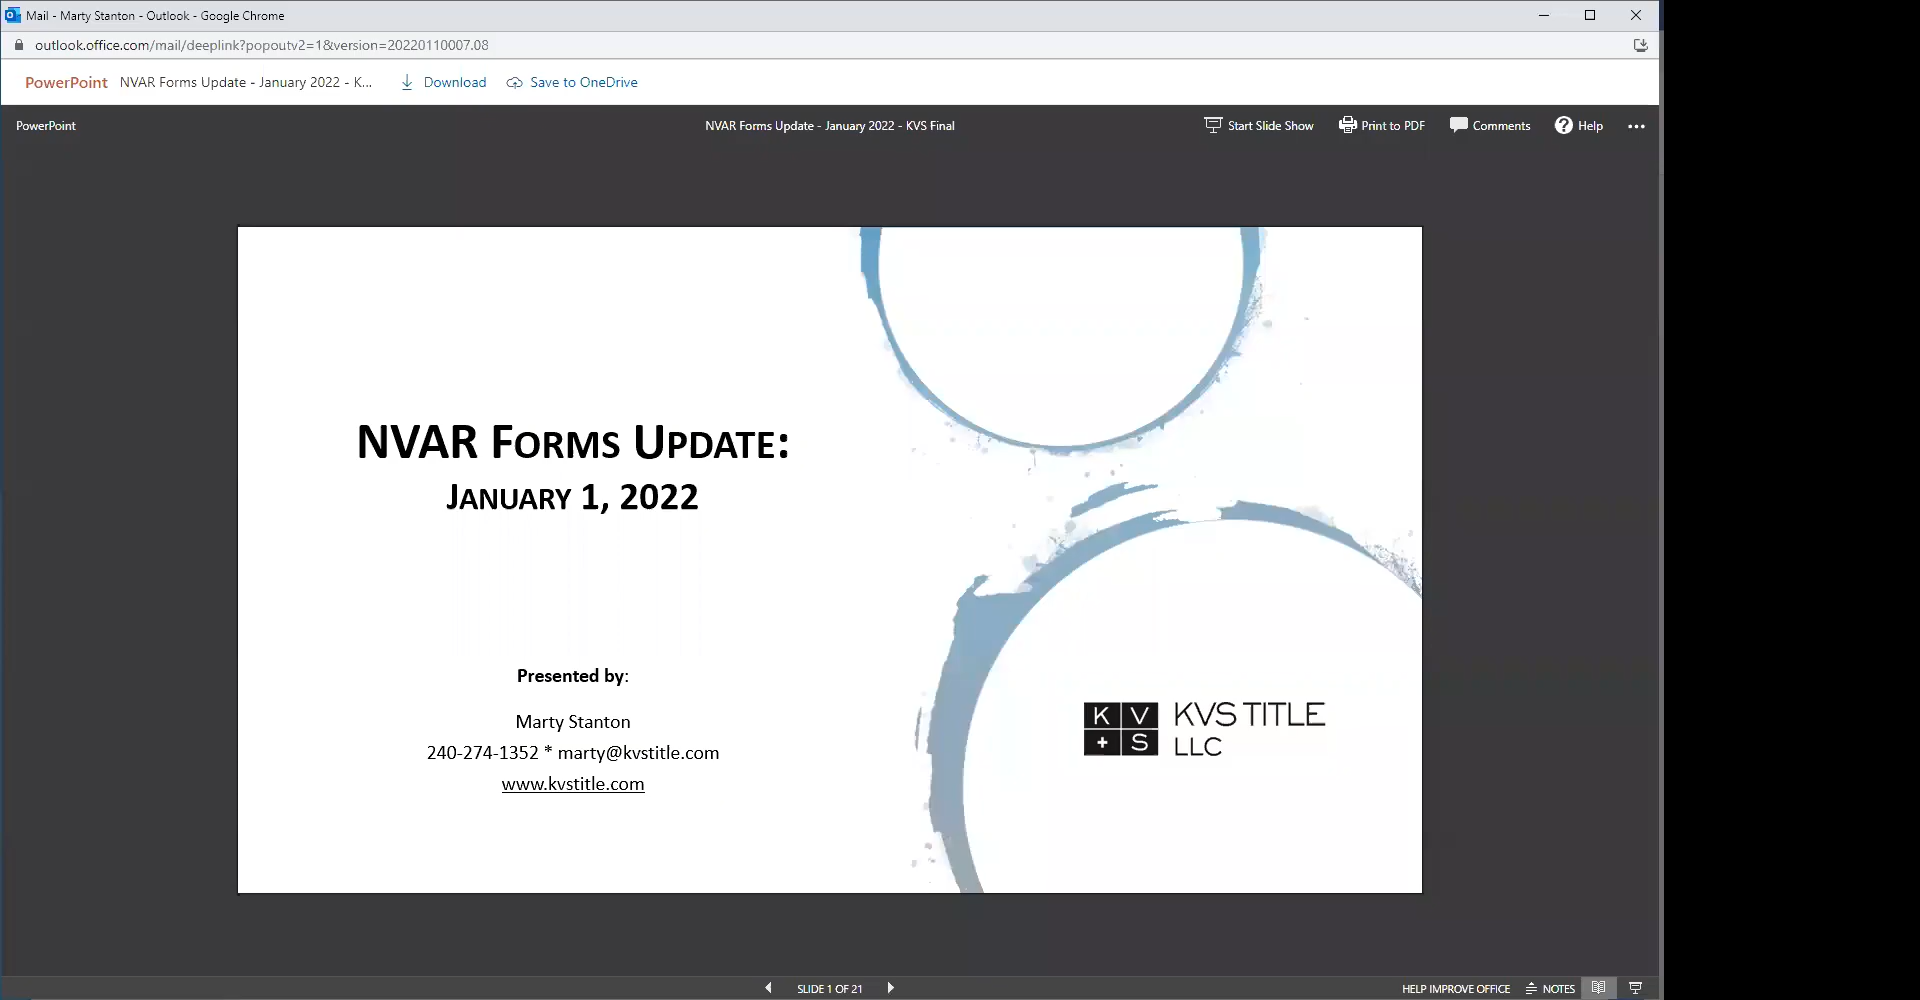 Mail - Marty Stanton - Outlook - Google Chrome
outlook.office.com/mail/deeplink?popoutv2=1&version=20220110007.08
PowerPoint NVAR Forms Update - January 2022 - K... Download Save to OneDrive
PowerPoint NVAR Forms Update - January 2022 - KVS Final Start Slide Show Print to PDF Comments Help
NVAR FORMS UPDATE:
JANUARY 1, 2022
Presented by:
Marty Stanton
240-274-1352 * marty@kvstitle.com
www.kvstitle.com
K V + S
KVS TITLE
LLC
SLIDE 1 OF 21 HELP IMPROVE OFFICE NOTES